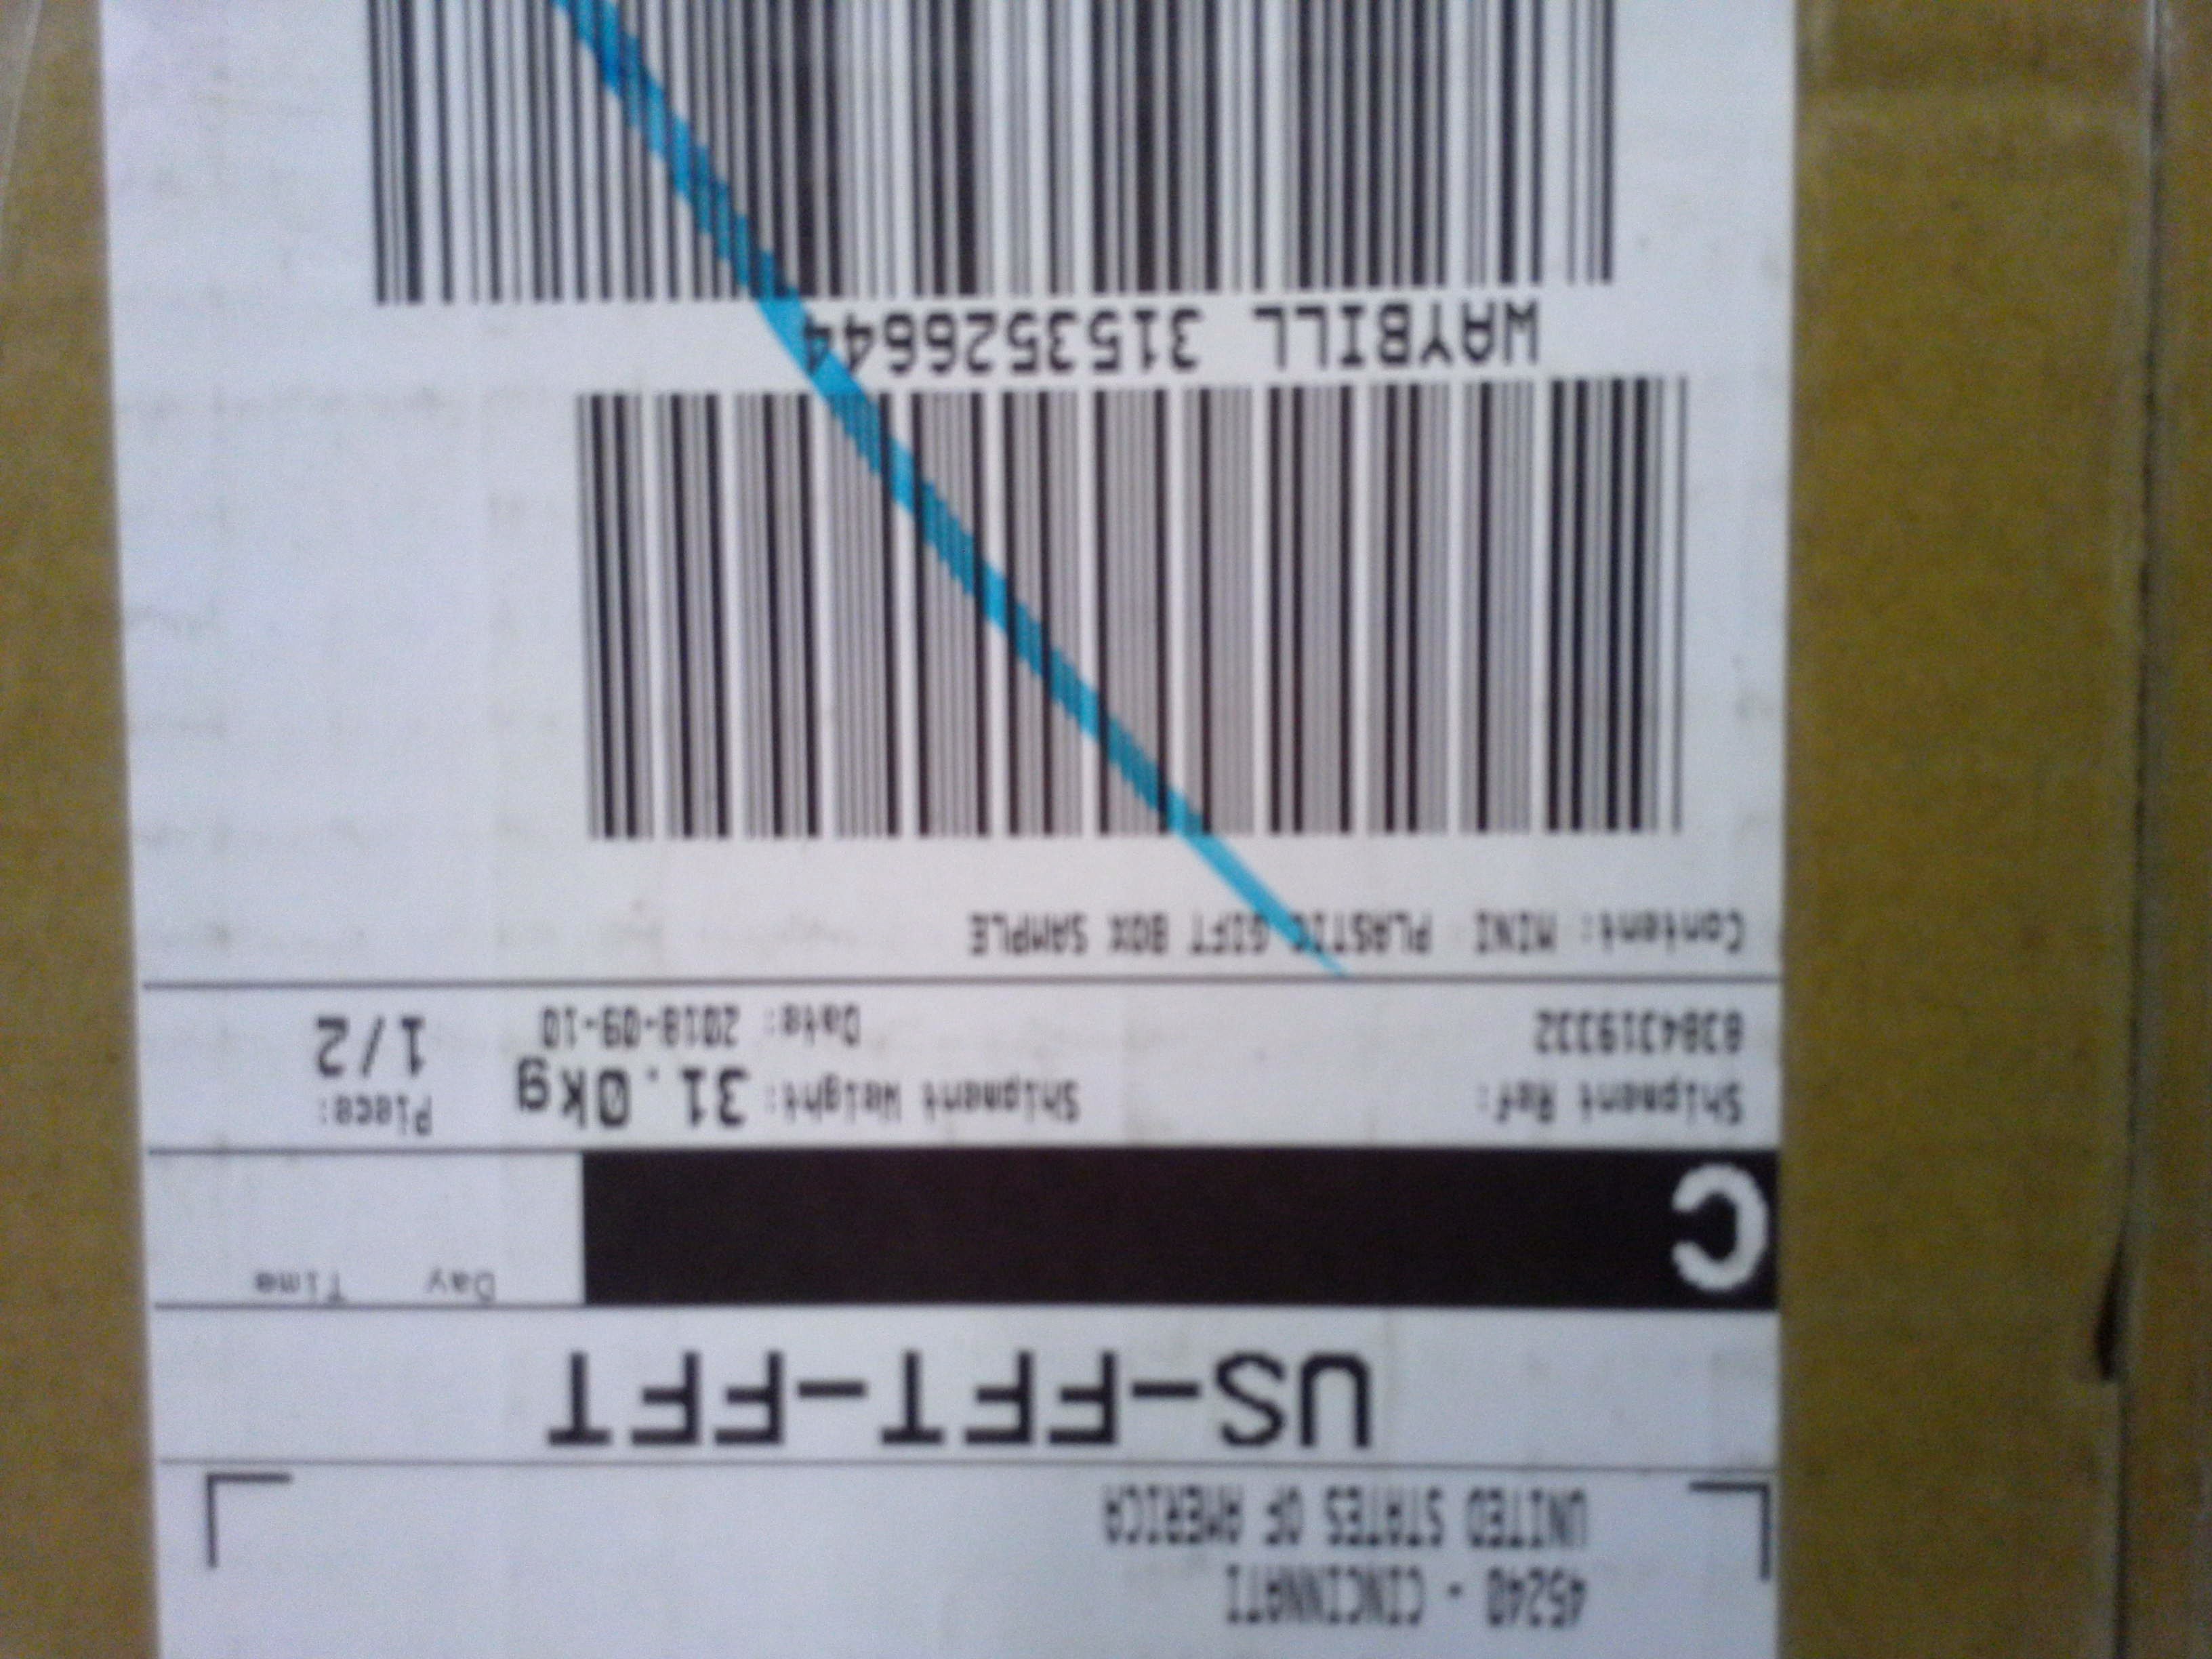 45240 - CINCINNATI
UNITED STATES OF AMERICA
US-FFT-FFT
C
Day Time
Shipment Ref:
8384319332
Shipment Weight: 31.0kg
Date: 2018-09-10
Piece:
1/2
Content: MINI PLASTIC GIFT BOX SAMPLE
WAYBILL 3153526644